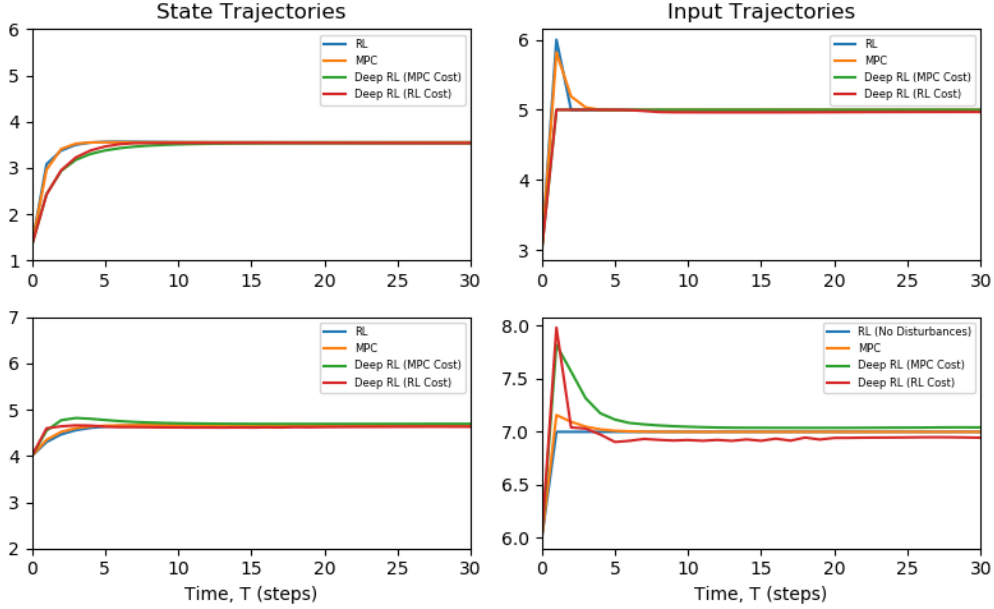 State Trajectories
Input Trajectories
6
5
4
3
2
1
0 5 10 15 20 25 30
RL
MPC
Deep RL (MPC Cost)
Deep RL (RL Cost)
6
5
4
3
0 5 10 15 20 25 30
RL
MPC
Deep RL (MPC Cost)
Deep RL (RL Cost)
7
6
5
4
3
2
0 5 10 15 20 25 30
RL
MPC
Deep RL (MPC Cost)
Deep RL (RL Cost)
Time, T (steps)
8.0
7.5
7.0
6.5
6.0
0 5 10 15 20 25 30
RL (No Disturbances)
MPC
Deep RL (MPC Cost)
Deep RL (RL Cost)
Time, T (steps)